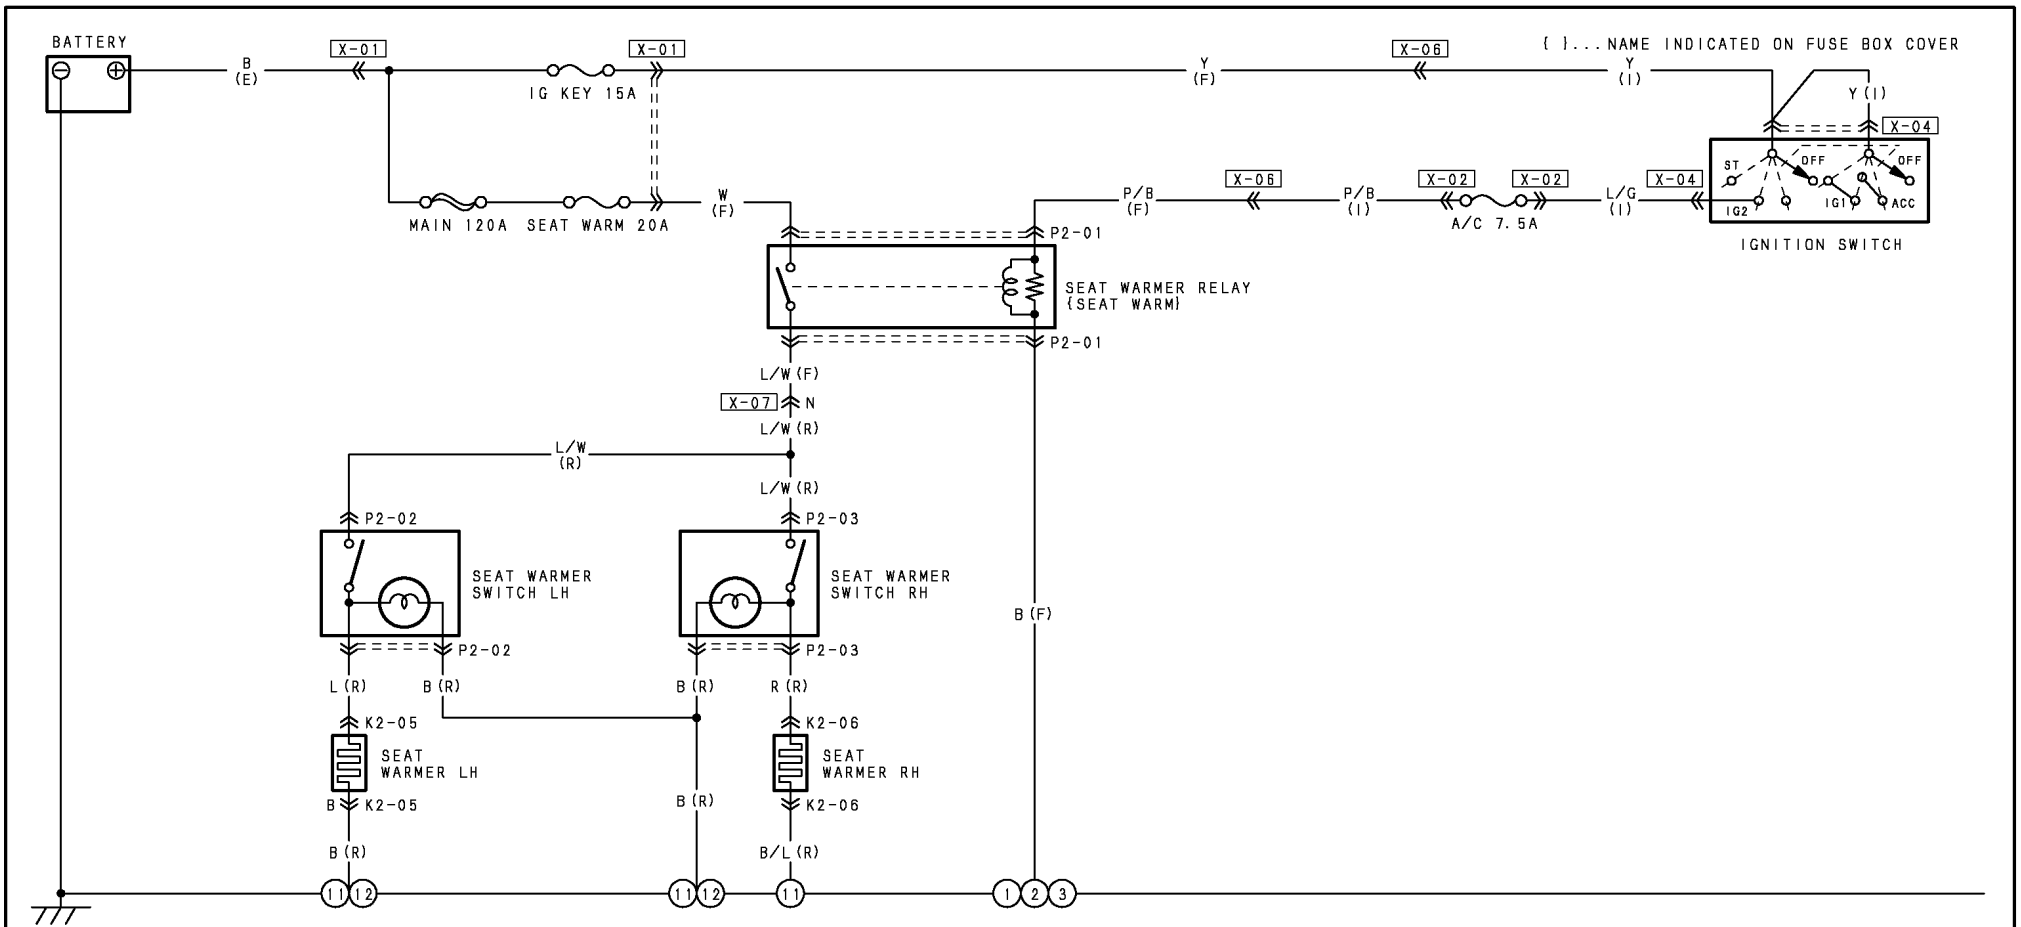 BATTERY
X-01
X-01
X-06
{ }...NAME INDICATED ON FUSE BOX COVER
B
(E)
IG KEY 15A
Y
(F)
Y
(I)
Y(I)
X-04
ST
OFF
OFF
IG2
IG1
ACC
IGNITION SWITCH
MAIN 120A
SEAT WARM 20A
W
(F)
P/B
(F)
X-06
P/B
(I)
X-02
X-02
A/C 7.5A
L/G
(I)
X-04
P2-01
SEAT WARMER RELAY
{SEAT WARM}
P2-01
L/W(F)
X-07
N
L/W(R)
L/W
(R)
L/W(R)
P2-02
P2-03
SEAT WARMER
SWITCH LH
SEAT WARMER
SWITCH RH
B(F)
P2-02
P2-03
L(R)
B(R)
B(R)
R(R)
K2-05
K2-06
SEAT
WARMER LH
SEAT
WARMER RH
B
K2-05
B(R)
K2-06
B(R)
B/L(R)
11
12
11
12
11
1
2
3